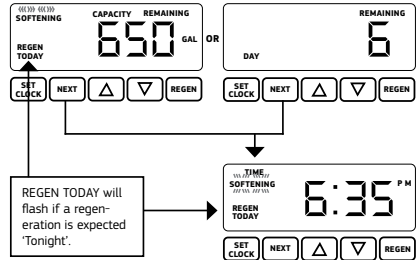 SOFTENING
CAPACITY REMAINING
650 GAL
REGEN
TODAY
SET
CLOCK
NEXT
REGEN
OR
REMAINING
6
DAY
SET
CLOCK
NEXT
REGEN
REGEN TODAY will
flash if a regen-
eration is expected
'Tonight'.
TIME
SOFTENING
6:35 PM
REGEN
TODAY
SET
CLOCK
NEXT
REGEN